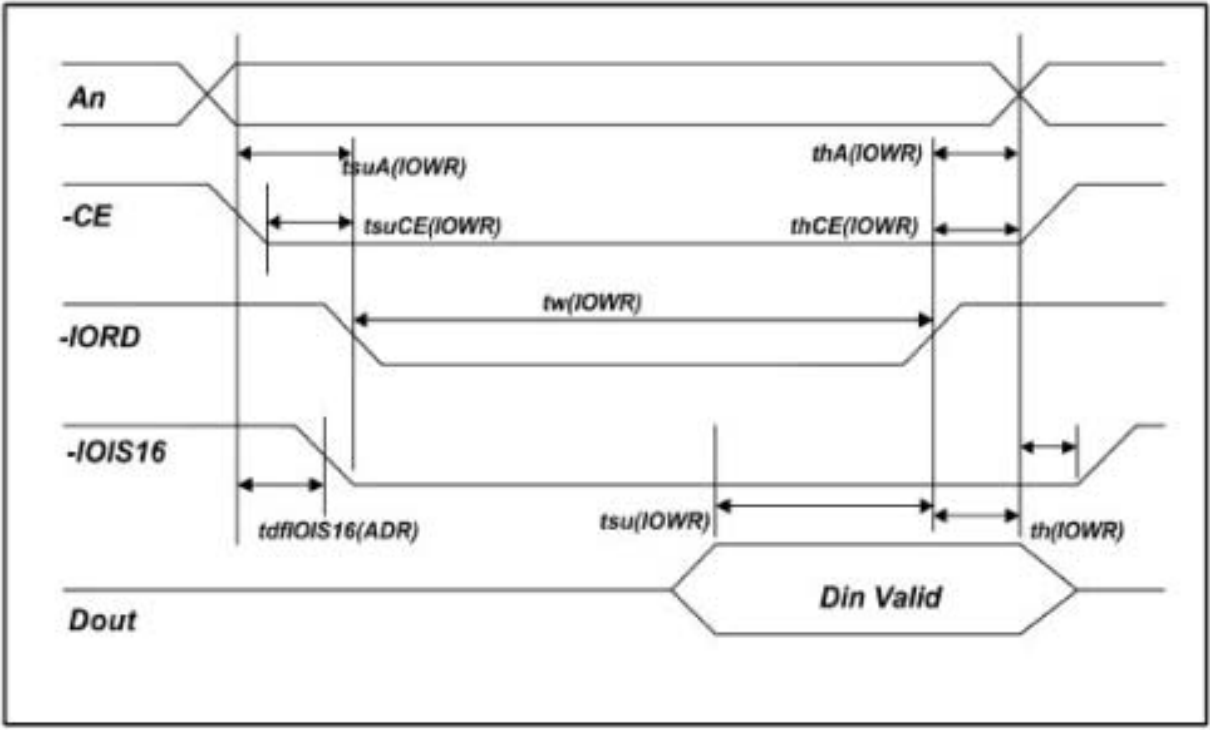 An
tsuA(IOWR)
thA(IOWR)
-CE
tsuCE(IOWR)
thCE(IOWR)
tw(IOWR)
-IORD
-IOIS16
tsu(IOWR)
tdfIOIS16(ADR)
th(IOWR)
Din Valid
Dout